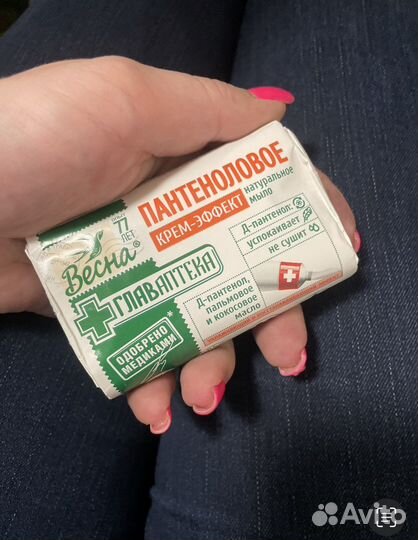 опыт
77
ЛЕТ
Весна®
ПАНТЕНОЛОВОЕ
КРЕМ-ЭФФЕКТ
натуральное
мыло
ГЛАВАПТЕКА
ОДОБРЕНО
МЕДИКАМИ*
Д-пантенол:
успокаивает
не сушит
Д-пантенол,
пальмовое
и кокосовое
масло
Avito